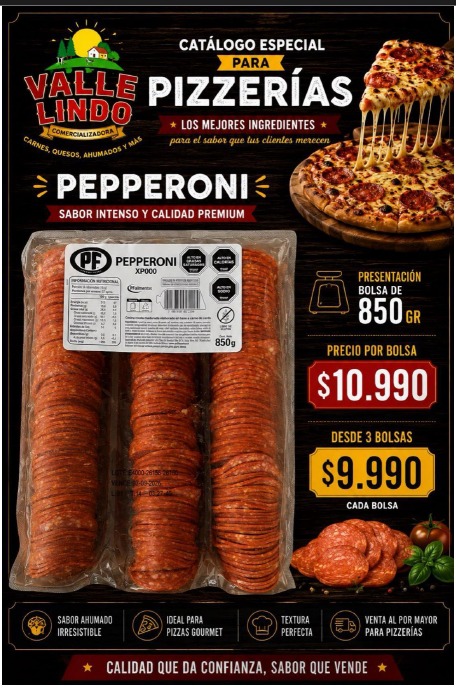 VALLE
LINDO
COMERCIALIZADORA
CARNES, QUESOS, AHUMADOS Y MÁS
CATÁLOGO ESPECIAL
PARA
PIZZERÍAS
LOS MEJORES INGREDIENTES
para el sabor que tus clientes merecen
PEPPERONI
SABOR INTENSO Y CALIDAD PREMIUM
PF
PEPPERONI
XP000
ALTO EN GRASAS SATURADAS
ALTO EN CALORÍAS
ALTO EN SODIO
INFORMACIÓN NUTRICIONAL
850g
PRESENTACIÓN
BOLSA DE
850 GR
PRECIO POR BOLSA
$10.990
DESDE 3 BOLSAS
$9.990
CADA BOLSA
SABOR AHUMADO
IRRESISTIBLE
IDEAL PARA
PIZZAS GOURMET
TEXTURA
PERFECTA
VENTA AL POR MAYOR
PARA PIZZERÍAS
CALIDAD QUE DA CONFIANZA, SABOR QUE VENDE